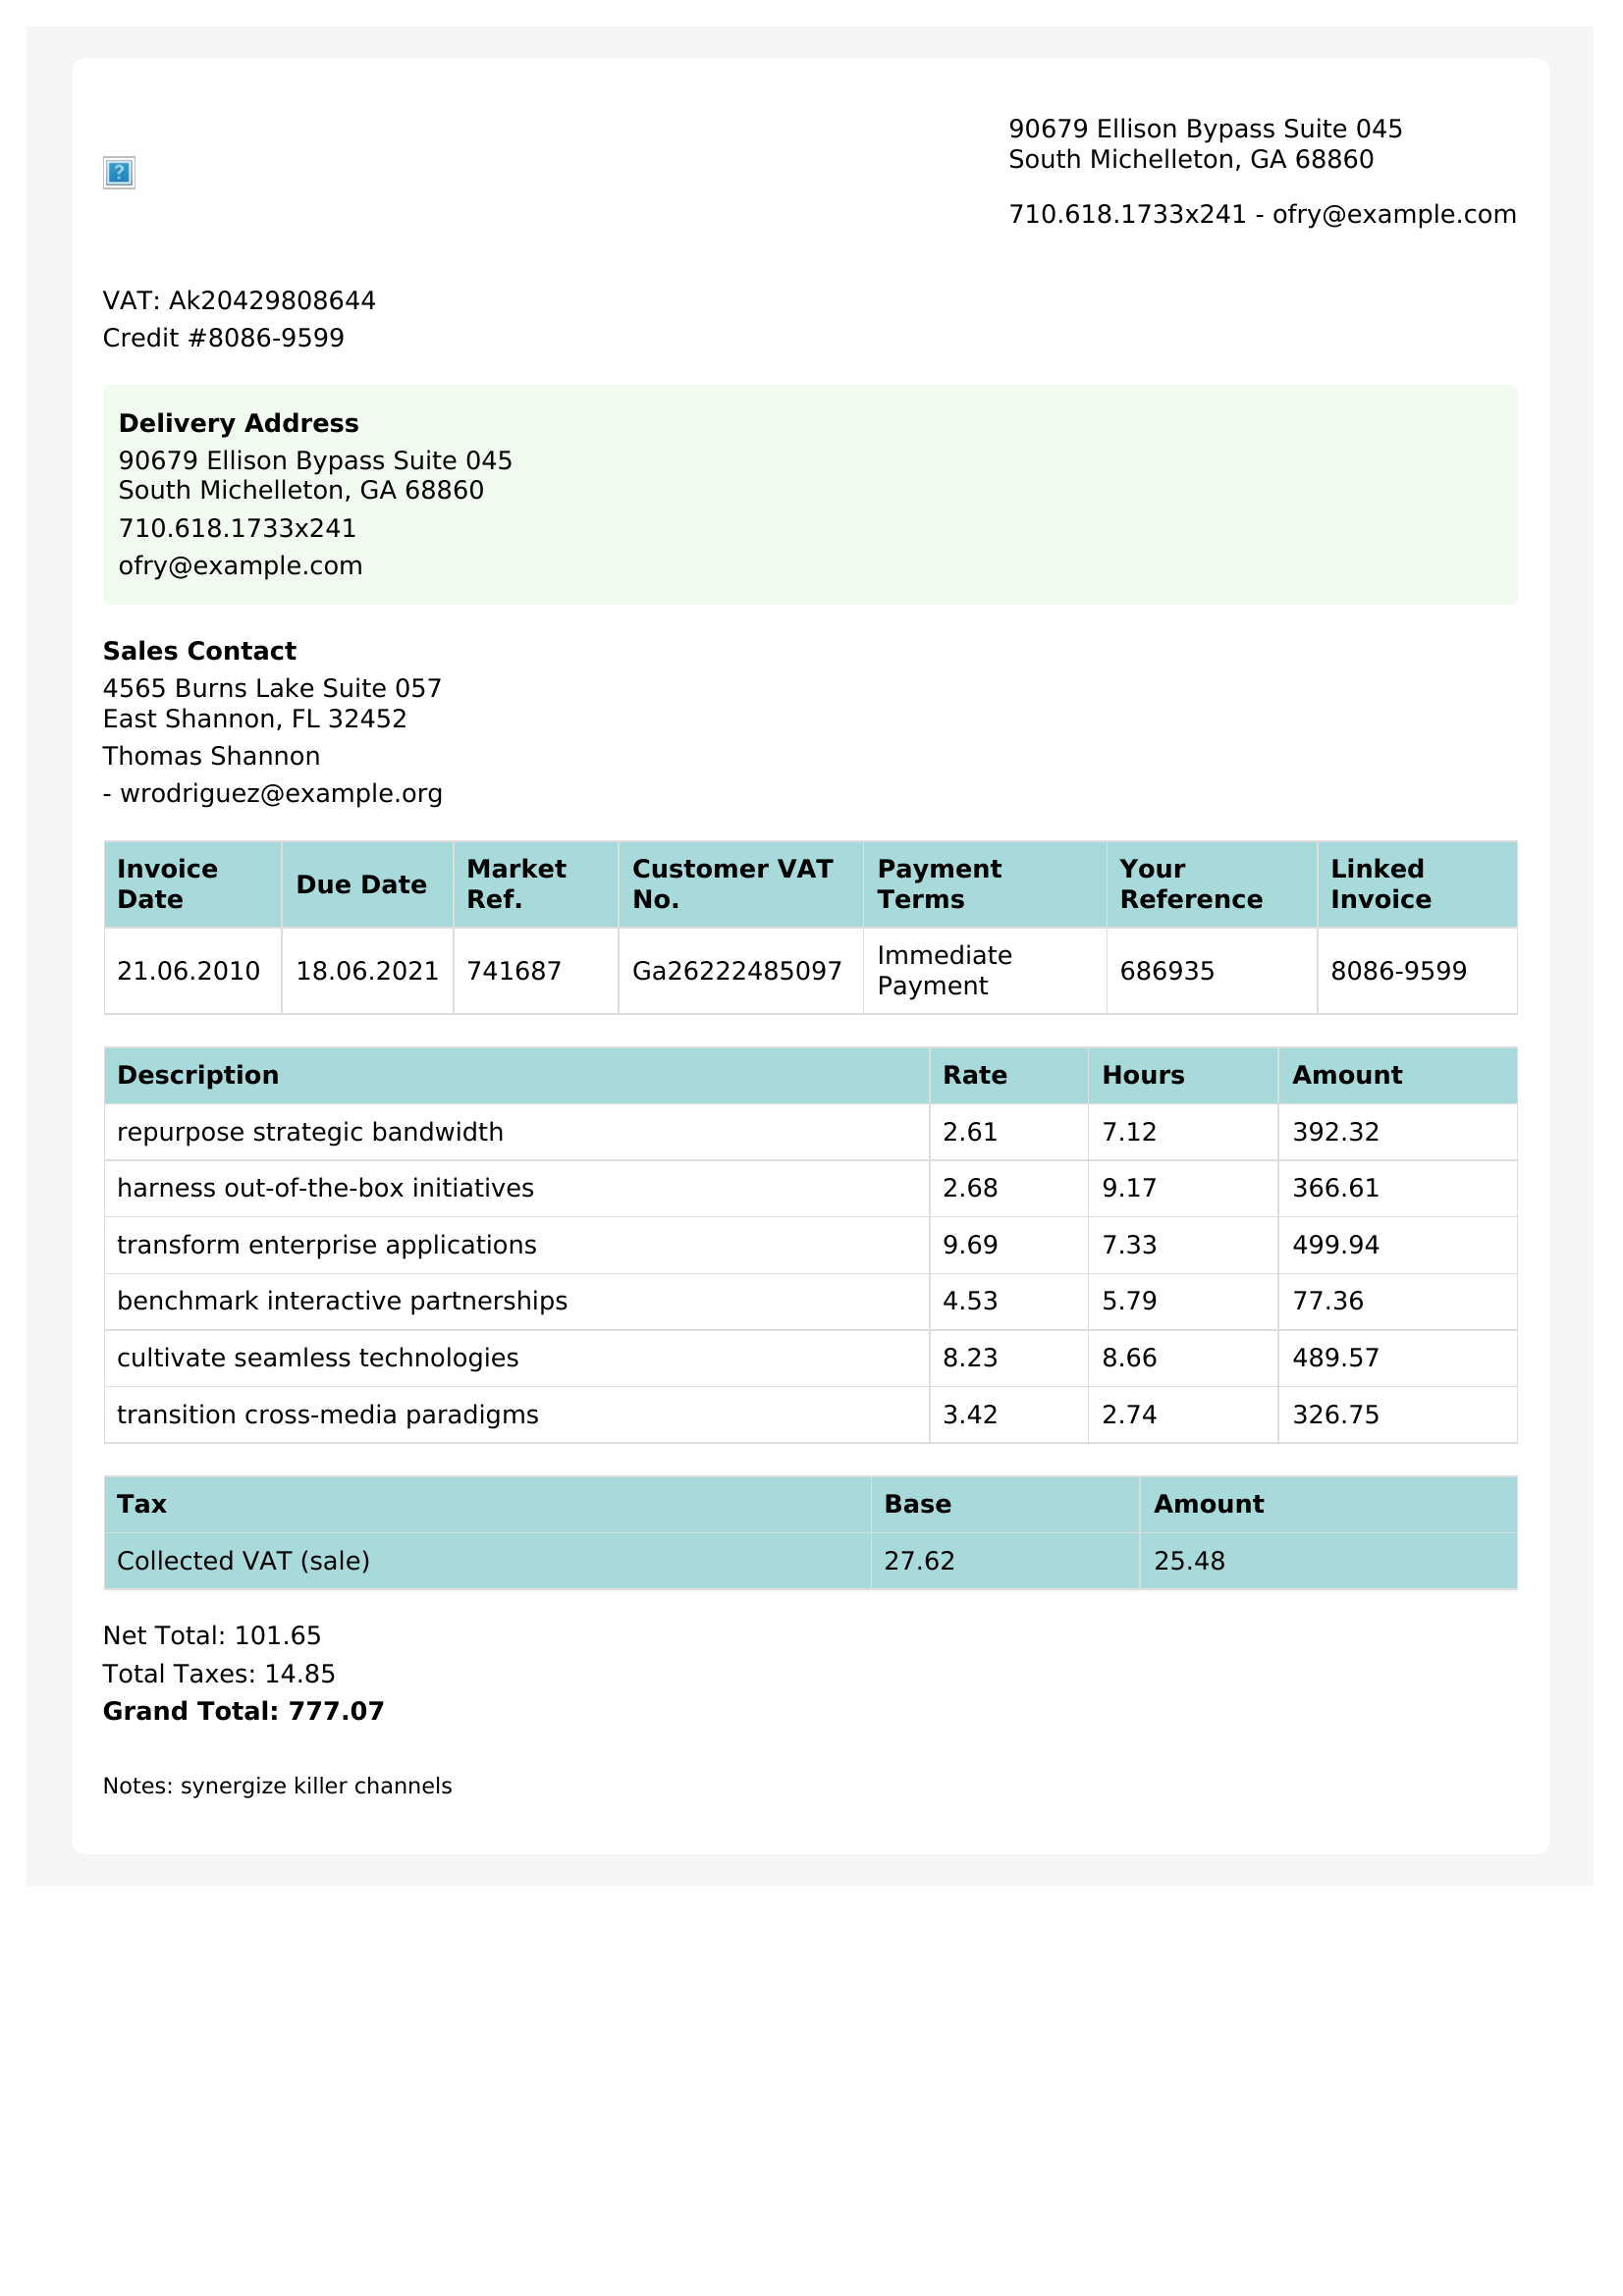 90679 Ellison Bypass Suite 045
South Michelleton, GA 68860
710.618.1733x241 - ofry@example.com
VAT: Ak20429808644
Credit #8086-9599
Delivery Address
90679 Ellison Bypass Suite 045
South Michelleton, GA 68860
710.618.1733x241
ofry@example.com
Sales Contact
4565 Burns Lake Suite 057
East Shannon, FL 32452
Thomas Shannon
- wrodriguez@example.org
Invoice Date Due Date Market Ref. Customer VAT No. Payment Terms Your Reference Linked Invoice
21.06.2010 18.06.2021 741687 Ga26222485097 Immediate Payment 686935 8086-9599
Description Rate Hours Amount
repurpose strategic bandwidth 2.61 7.12 392.32
harness out-of-the-box initiatives 2.68 9.17 366.61
transform enterprise applications 9.69 7.33 499.94
benchmark interactive partnerships 4.53 5.79 77.36
cultivate seamless technologies 8.23 8.66 489.57
transition cross-media paradigms 3.42 2.74 326.75
Tax Base Amount
Collected VAT (sale) 27.62 25.48
Net Total: 101.65
Total Taxes: 14.85
Grand Total: 777.07
Notes: synergize killer channels